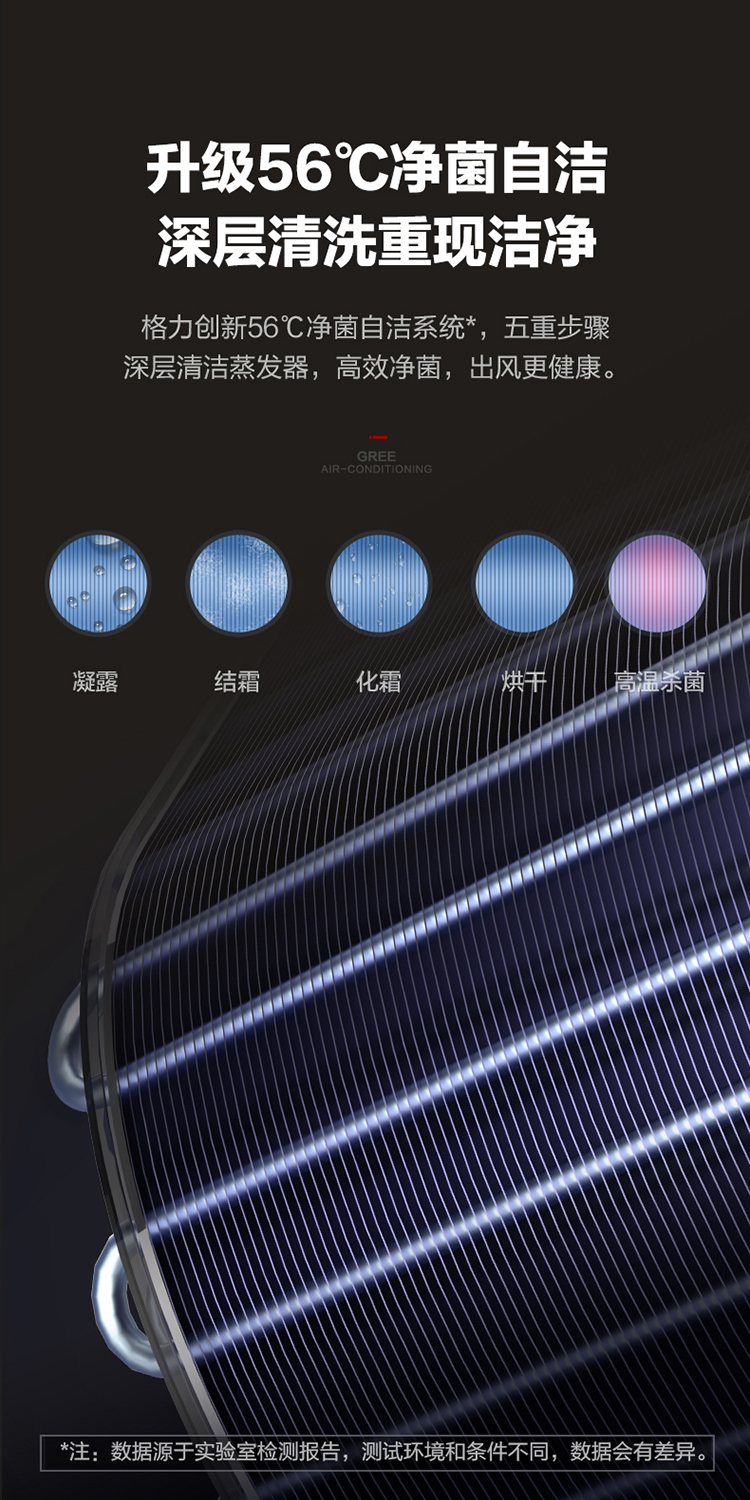 升级56℃净菌自洁
深层清洗重现洁净
格力创新56℃净菌自洁系统*，五重步骤
深层清洁蒸发器，高效净菌，出风更健康。
GREE
AIR-CONDITIONING
凝露 结霜 化霜 烘干 高温杀菌
*注：数据源于实验室检测报告，测试环境和条件不同，数据会有差异。